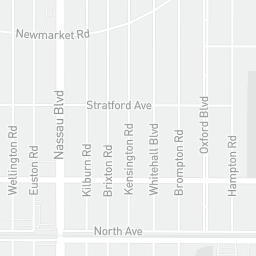 Newmarket Rd
Stratford Ave
Nassau Blvd
Wellington Rd
Euston Rd
Kilburn Rd
Brixton Rd
Kensington Rd
Whitehall Blvd
Brompton Rd
Oxford Blvd
Hampton Rd
North Ave